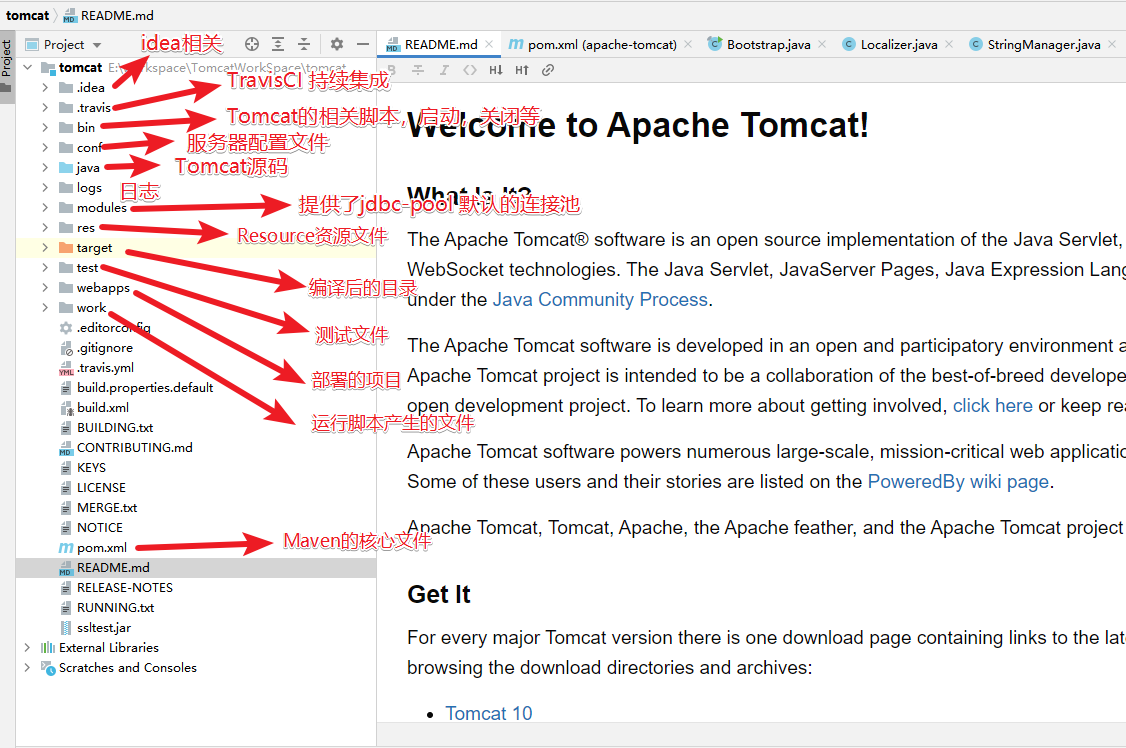 tomcat README.md
Project
Project
idea相关
README.md
pom.xml (apache-tomcat)
Bootstrap.java
Localizer.java
StringManager.java
tomcat E:\Workspace\TomcatWorkSpace\tomcat
.idea
TravisCI 持续集成
.travis
bin
Tomcat的相关脚本，启动，关闭等
conf
服务器配置文件
java
Tomcat源码
logs
日志
modules
提供了jdbc-pool 默认的连接池
res
Resource资源文件
target
编译后的目录
test
测试文件
webapps
部署的项目
work
运行脚本产生的文件
.editorconfig
.gitignore
.travis.yml
build.properties.default
build.xml
BUILDING.txt
CONTRIBUTING.md
KEYS
LICENSE
MERGE.txt
NOTICE
pom.xml
Maven的核心文件
README.md
RELEASE-NOTES
RUNNING.txt
ssltest.jar
External Libraries
Scratches and Consoles
B I H↓ H↑
Welcome to Apache Tomcat!
What Is It?
The Apache Tomcat® software is an open source implementation of the Java Servlet,
WebSocket technologies. The Java Servlet, JavaServer Pages, Java Expression Lang
under the Java Community Process.
The Apache Tomcat software is developed in an open and participatory environment a
Apache Tomcat project is intended to be a collaboration of the best-of-breed develope
open development project. To learn more about getting involved, click here or keep rea
Apache Tomcat software powers numerous large-scale, mission-critical web applicatio
Some of these users and their stories are listed on the PoweredBy wiki page.
Apache Tomcat, Tomcat, Apache, the Apache feather, and the Apache Tomcat project
Get It
For every major Tomcat version there is one download page containing links to the late
browsing the download directories and archives:
• Tomcat 10